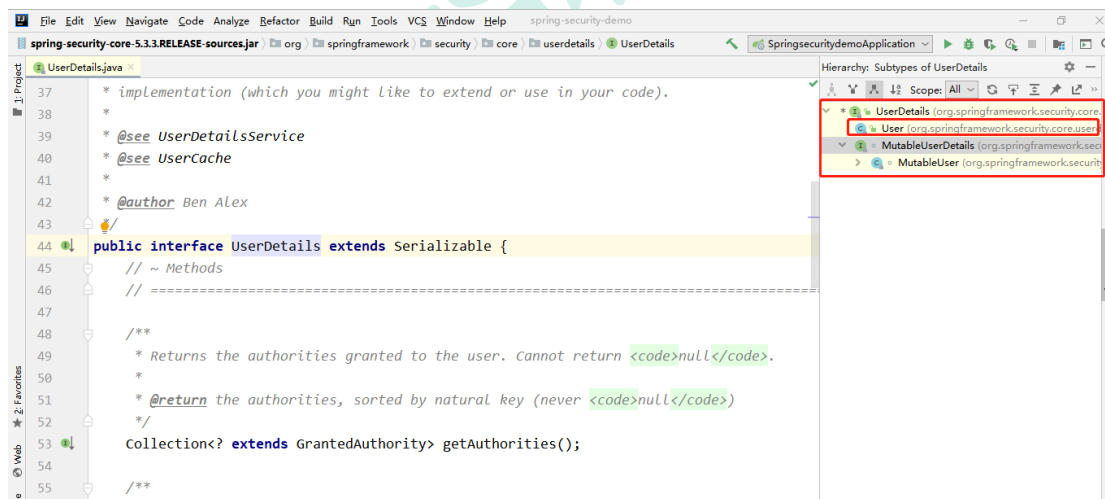 File Edit View Navigate Code Analyze Refactor Build Run Tools VCS Window Help spring-security-demo
spring-security-core-5.3.3.RELEASE-sources.jar org springframework security core userdetails UserDetails SpringsecuritydemoApplication
1: Project
UserDetails.java
Hierarchy: Subtypes of UserDetails
Scope: All
* UserDetails (org.springframework.security.core.
User (org.springframework.security.core.userd
MutableUserDetails (org.springframework.secu
MutableUser (org.springframework.security
37 * implementation (which you might like to extend or use in your code).
38 *
39 * @see UserDetailsService
40 * @see UserCache
41 *
42 * @author Ben Alex
43 */
44 public interface UserDetails extends Serializable {
45 // ~ Methods
46 // ========================================================================================
47
48 /**
49 * Returns the authorities granted to the user. Cannot return <code>null</code>.
50 *
51 * @return the authorities, sorted by natural key (never <code>null</code>)
52 */
53 Collection<? extends GrantedAuthority> getAuthorities();
54
55 /**
2: Favorites
Web